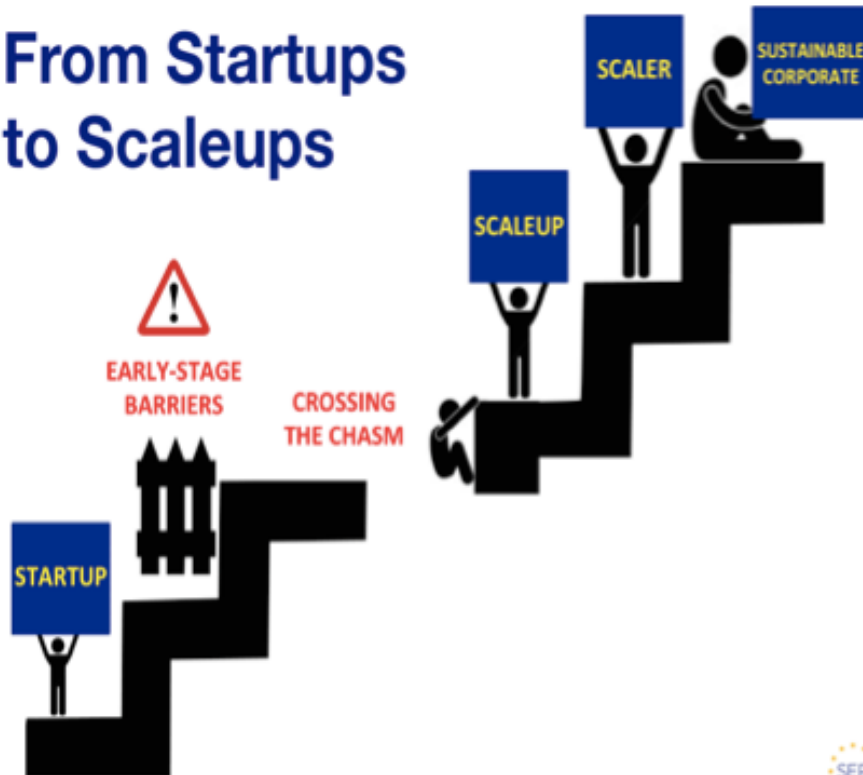 From Startups
to Scaleups
SCALER
SUSTAINABLE
CORPORATE
SCALEUP
!
EARLY-STAGE
BARRIERS
CROSSING
THE CHASM
STARTUP